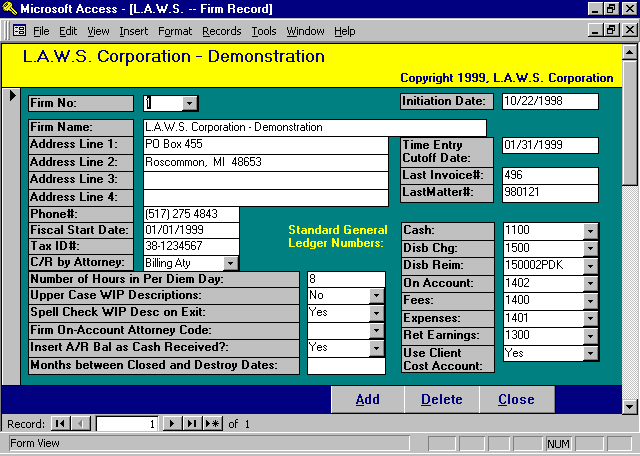 Microsoft Access - [L.A.W.S. -- Firm Record]
File Edit View Insert Format Records Tools Window Help
L.A.W.S. Corporation - Demonstration
Copyright 1999, L.A.W.S. Corporation
Firm No: 1
Initiation Date: 10/22/1998
Firm Name: L.A.W.S. Corporation - Demonstration
Address Line 1: PO Box 455
Address Line 2: Roscommon, MI 48653
Address Line 3:
Address Line 4:
Time Entry
Cutoff Date: 01/31/1999
Last Invoice#: 496
LastMatter#: 980121
Phone#: (517) 275 4843
Fiscal Start Date: 01/01/1999
Tax ID#: 38-1234567
C/R by Attorney: Billing Aty
Standard General
Ledger Numbers:
Cash: 1100
Disb Chg: 1500
Disb Reim: 150002PDK
On Account: 1402
Fees: 1400
Expenses: 1401
Ret Earnings: 1300
Use Client
Cost Account: Yes
Number of Hours in Per Diem Day: 8
Upper Case WIP Descriptions: No
Spell Check WIP Desc on Exit: Yes
Firm On-Account Attorney Code:
Insert A/R Bal as Cash Received?: Yes
Months between Closed and Destroy Dates:
Add Delete Close
Record: 1 of 1
Form View NUM